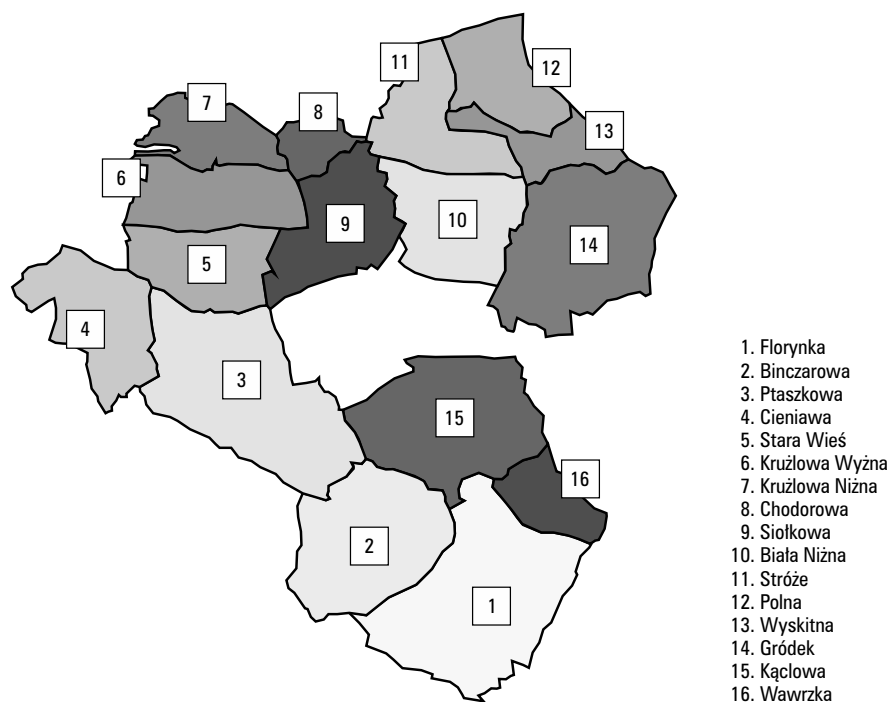 11
12
7
8
13
6
10
9
14
5
4
3
15
16
2
1
1. Florynka
2. Binczarowa
3. Ptaszkowa
4. Cieniawa
5. Stara Wieś
6. Krużlowa Wyżna
7. Krużlowa Niżna
8. Chodorowa
9. Siołkowa
10. Biała Niżna
11. Stróże
12. Polna
13. Wyskitna
14. Gródek
15. Kąclowa
16. Wawrzka